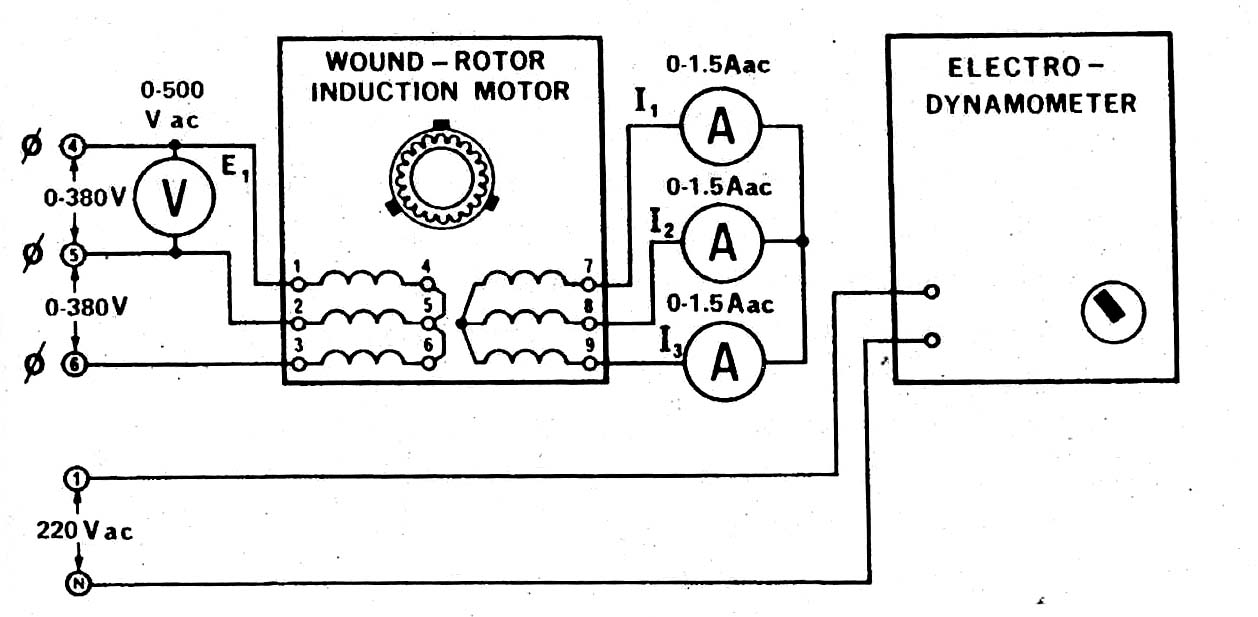 WOUND – ROTOR
INDUCTION MOTOR
0-500
V ac
V
E1
ø 4
0-380V
ø 5
0-380V
ø 6
1
2
3
4
5
6
7
8
9
0-1.5Aac
I1
A
0-1.5Aac
I2
A
0-1.5Aac
I3
A
ELECTRO –
DYNAMOMETER
1
220 Vac
N